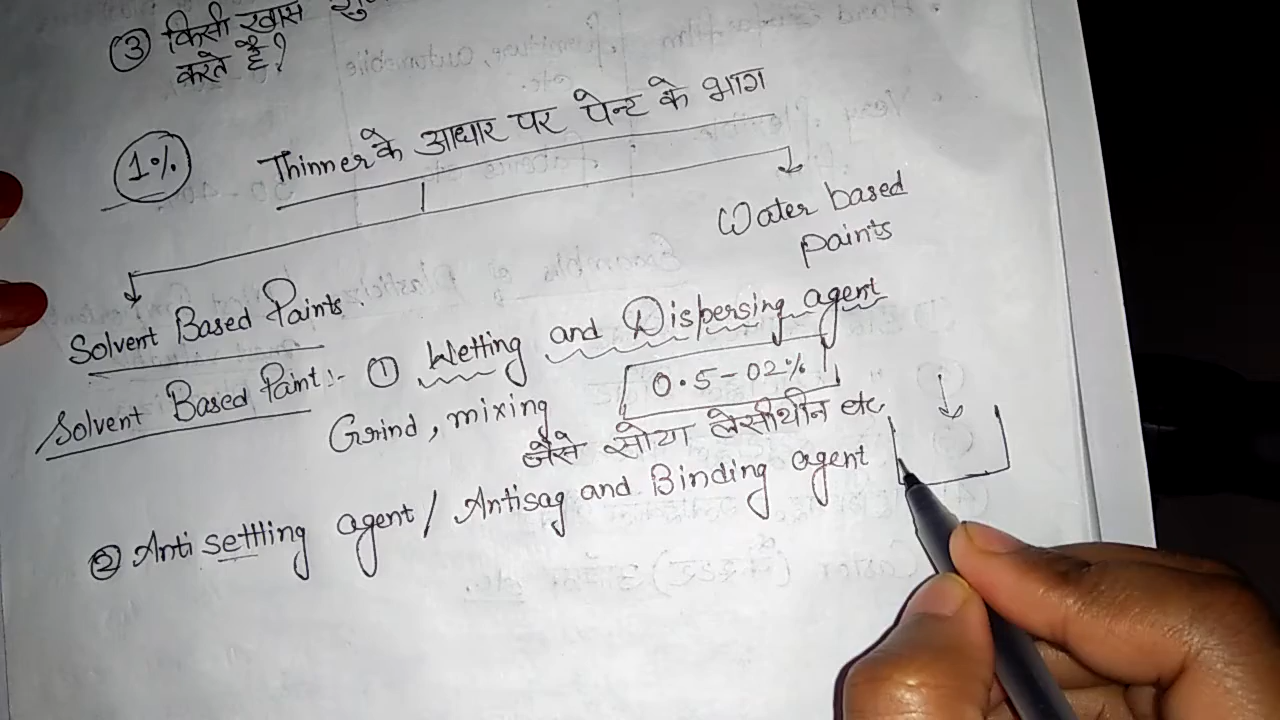 ③ किसी खास
करते है?
1% Thinner के आधार पर पेन्ट के भाग
Water based
paints
Solvent Based Paints.
Solvent Based Paint:- ① Wetting and Dispersing agent
Grind, mixing 0.5-02%
जैसे सोया लेसीथीन etc
② Anti settling agent/ Antisag and Binding agent